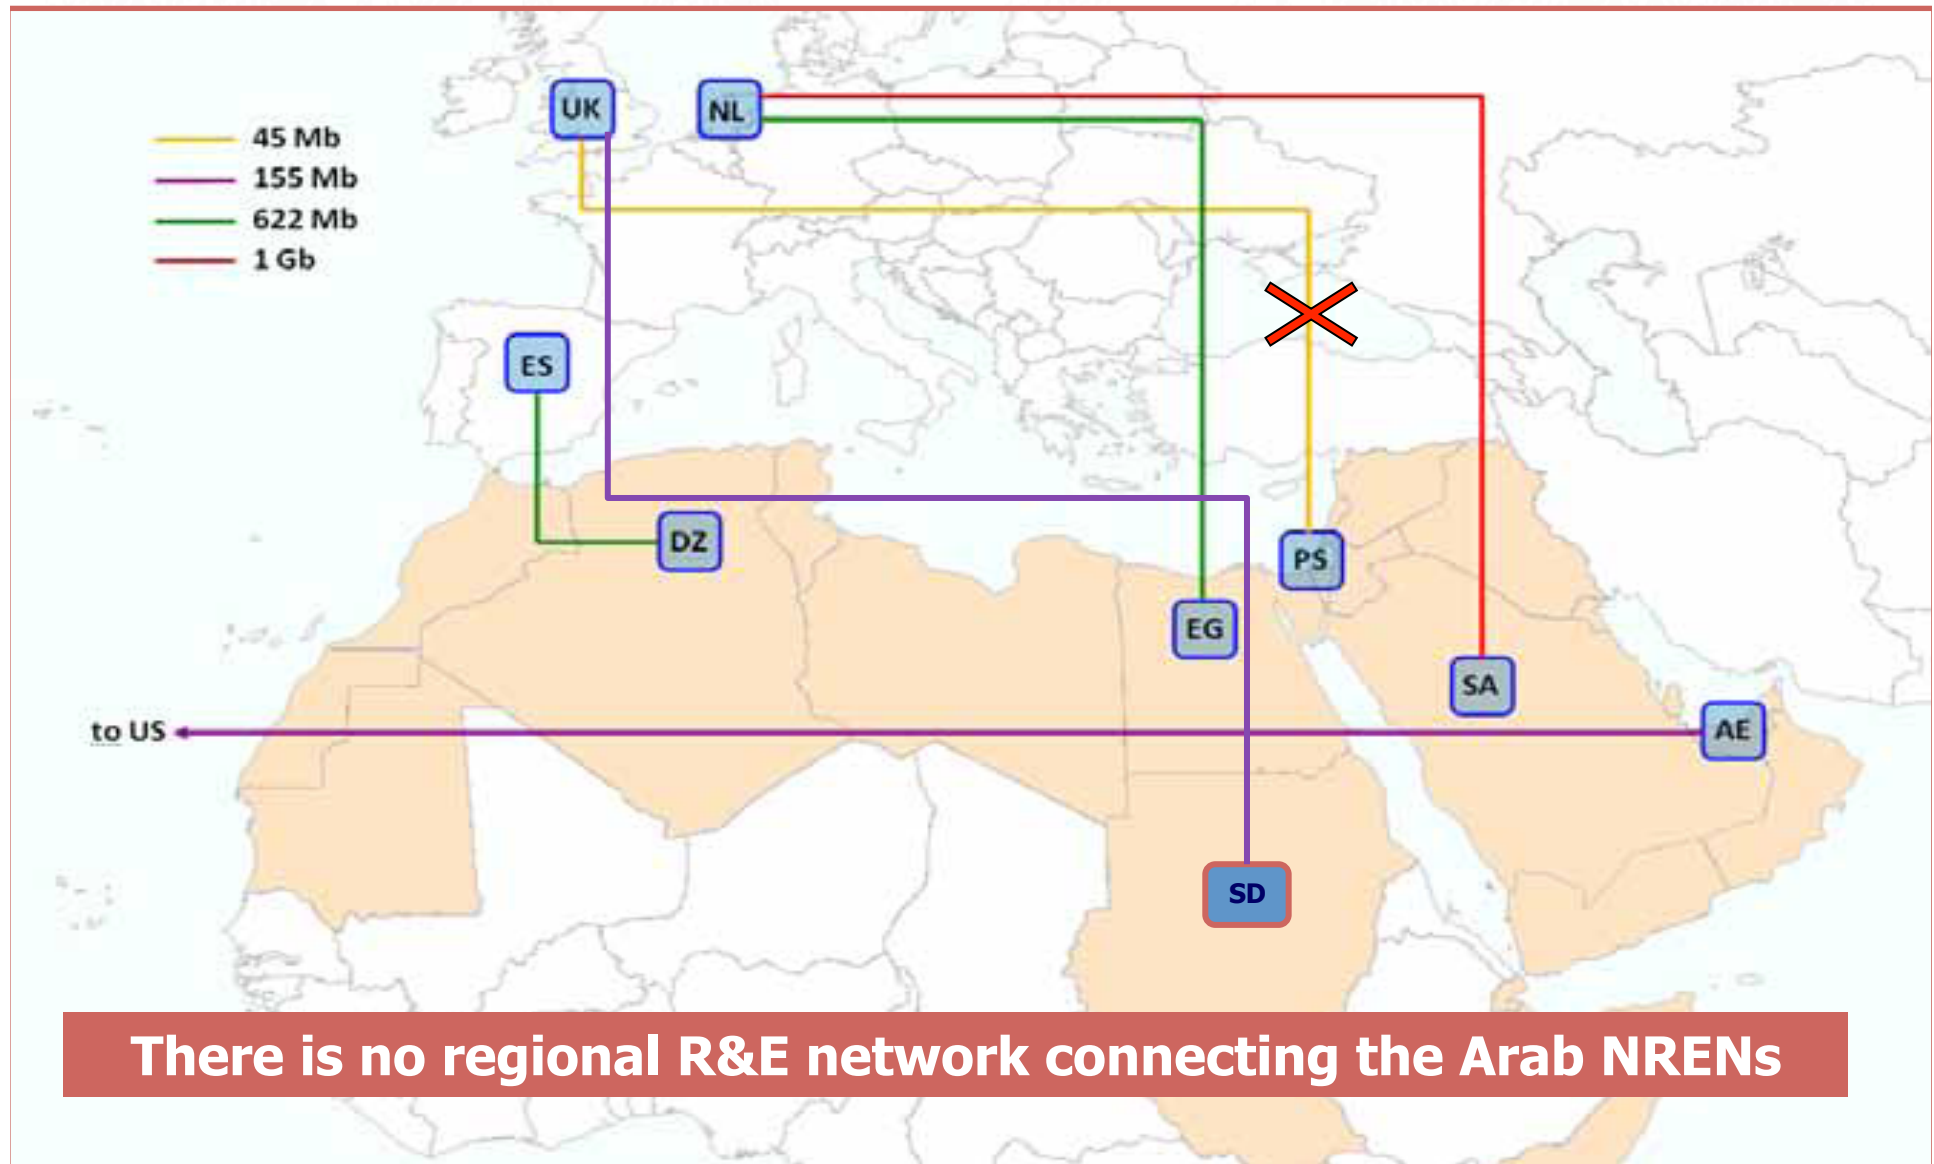 UK
NL
45 Mb
155 Mb
622 Mb
1 Gb
ES
DZ
PS
EG
SA
to US
AE
SD
There is no regional R&E network connecting the Arab NRENs